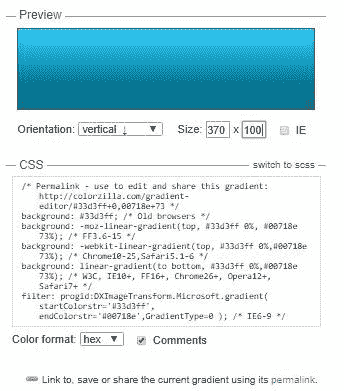 Preview
Orientation: vertical ↓ Size: 370 x 100 IE
CSS switch to scss
/* Permalink - use to edit and share this gradient:
http://colorzilla.com/gradient-
editor/#33d3ff+0,00718e+73 */
background: #33d3ff; /* Old browsers */
background: -moz-linear-gradient(top, #33d3ff 0%, #00718e
73%); /* FF3.6-15 */
background: -webkit-linear-gradient(top, #33d3ff 0%,#00718e
73%); /* Chrome10-25,Safari5.1-6 */
background: linear-gradient(to bottom, #33d3ff 0%,#00718e
73%); /* W3C, IE10+, FF16+, Chrome26+, Opera12+,
Safari7+ */
filter: progid:DXImageTransform.Microsoft.gradient(
startColorstr='#33d3ff',
endColorstr='#00718e',GradientType=0 ); /* IE6-9 */
Color format: hex Comments
Link to, save or share the current gradient using its permalink.